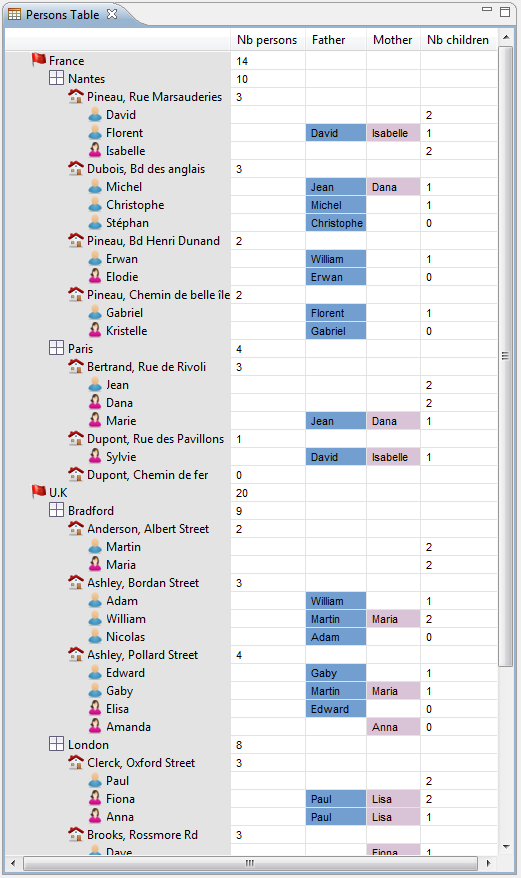 Persons Table
Nb persons Father Mother Nb children
France 14
Nantes 10
Pineau, Rue Marsauderies 3
David 2
Florent David Isabelle 1
Isabelle 2
Dubois, Bd des anglais 3
Michel Jean Dana 1
Christophe Michel 1
Stéphan Christophe 0
Pineau, Bd Henri Dunand 2
Erwan William 1
Elodie Erwan 0
Pineau, Chemin de belle île 2
Gabriel Florent 1
Kristelle Gabriel 0
Paris 4
Bertrand, Rue de Rivoli 3
Jean 2
Dana 2
Marie Jean Dana 1
Dupont, Rue des Pavillons 1
Sylvie David Isabelle 1
Dupont, Chemin de fer 0
U.K 20
Bradford 9
Anderson, Albert Street 2
Martin 2
Maria 2
Ashley, Bordan Street 3
Adam William 1
William Martin Maria 2
Nicolas Adam 0
Ashley, Pollard Street 4
Edward Gaby 1
Gaby Martin Maria 1
Elisa Edward 0
Amanda Anna 0
London 8
Clerck, Oxford Street 3
Paul 2
Fiona Paul Lisa 2
Anna Paul Lisa 1
Brooks, Rossmore Rd 3
Dave Fiona 1